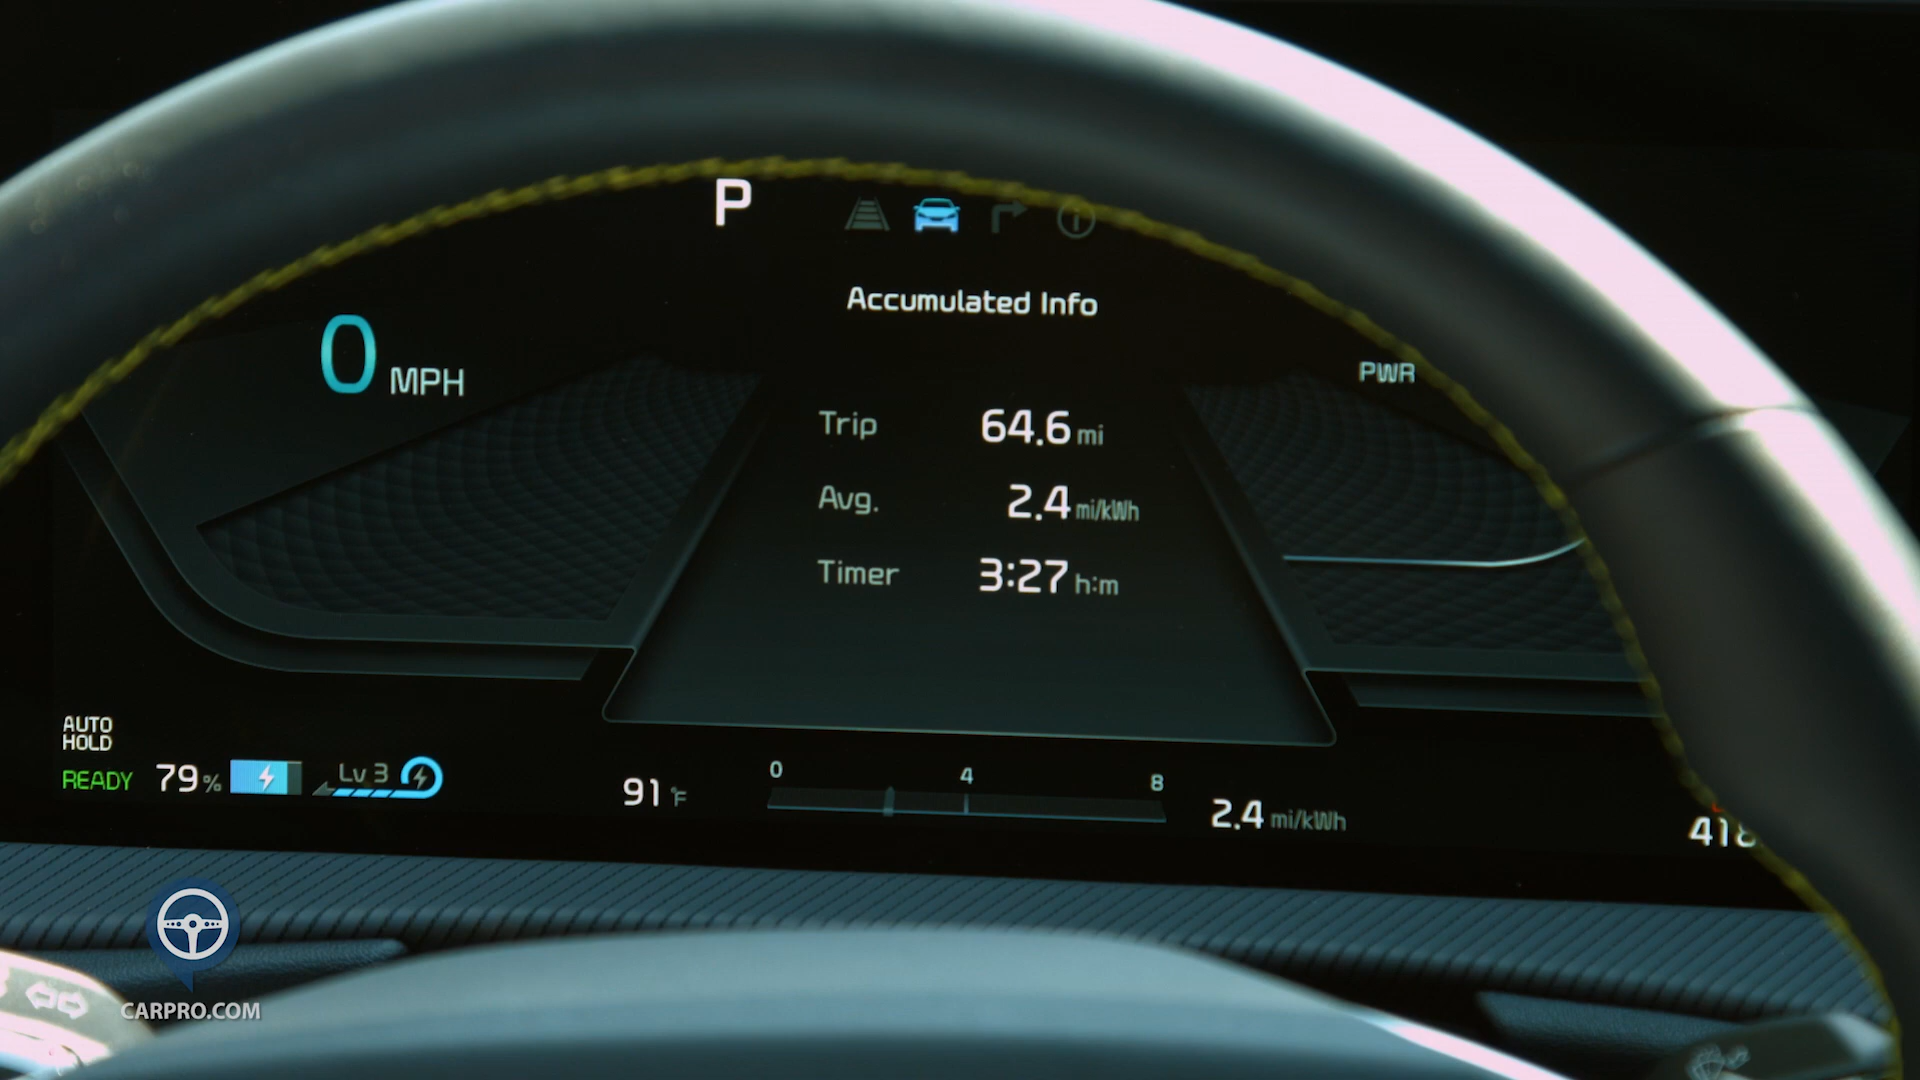 P
Accumulated Info
0 MPH
PWR
Trip 64.6 mi
Avg. 2.4 mi/kWh
Timer 3:27 h:m
AUTO
HOLD
READY 79% Lv 3
91 °F
0 4 8
2.4 mi/kWh
418
CARPRO.COM